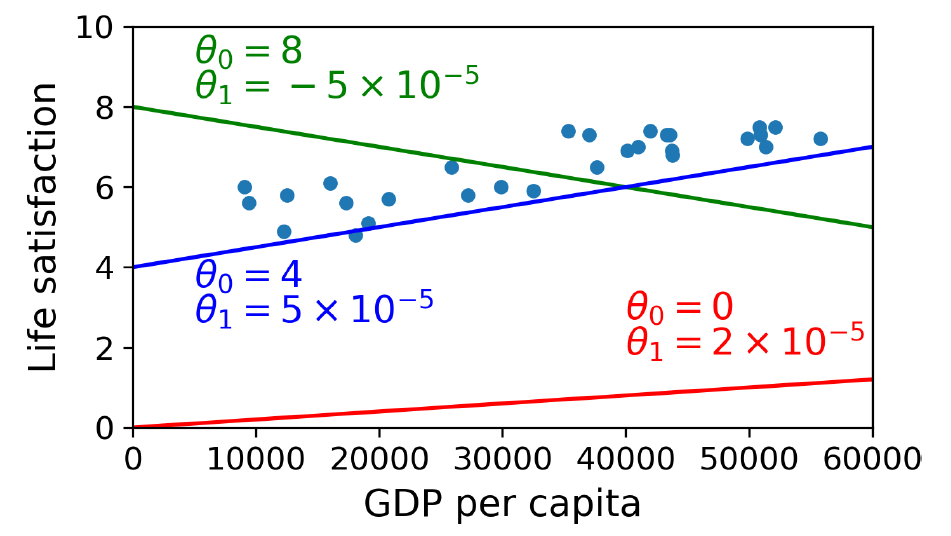 10
8
6
4
2
0
Life satisfaction
θ₀ = 8
θ₁ = −5 × 10⁻⁵
θ₀ = 4
θ₁ = 5 × 10⁻⁵
θ₀ = 0
θ₁ = 2 × 10⁻⁵
0 10000 20000 30000 40000 50000 60000
GDP per capita